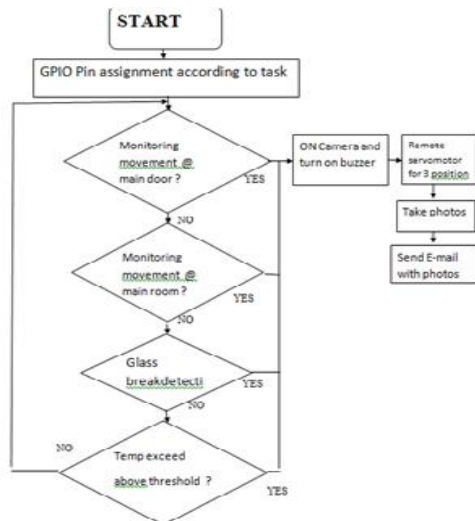 START
GPIO Pin assignment according to task
Monitoring
movement @
main door ?
YES
NO
ON Camera and
turn on buzzer
Remote
servomotor
for 3 position
Take photos
Send E-mail
with photos
Monitoring
movement @
main room ?
YES
NO
Glass
breakdetecti
YES
NO
Temp exceed
above threshold ?
NO
YES